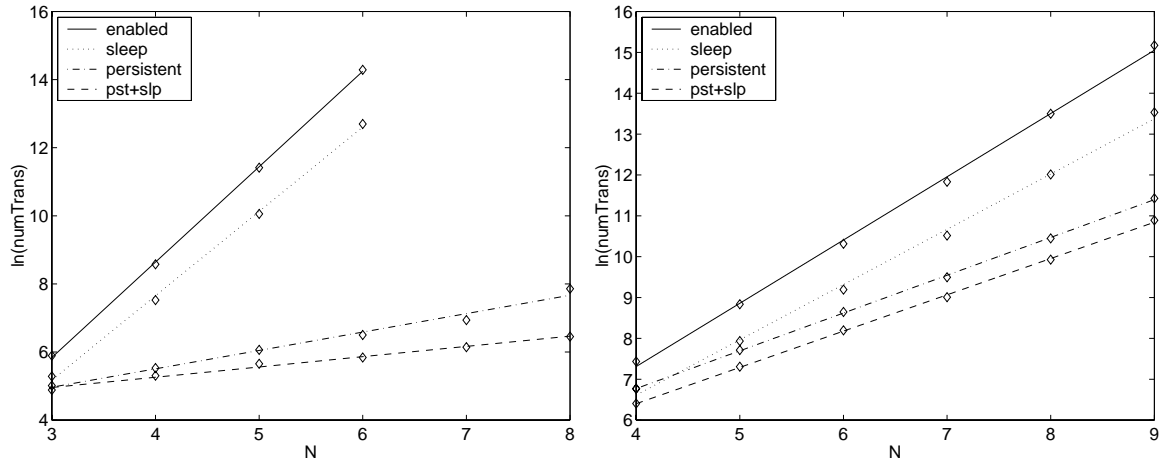 16
14
12
10
8
6
4
ln(numTrans)
enabled
sleep
persistent
pst+slp
3 4 5 6 7 8
N
16
15
14
13
12
11
10
9
8
7
6
ln(numTrans)
enabled
sleep
persistent
pst+slp
4 5 6 7 8 9
N